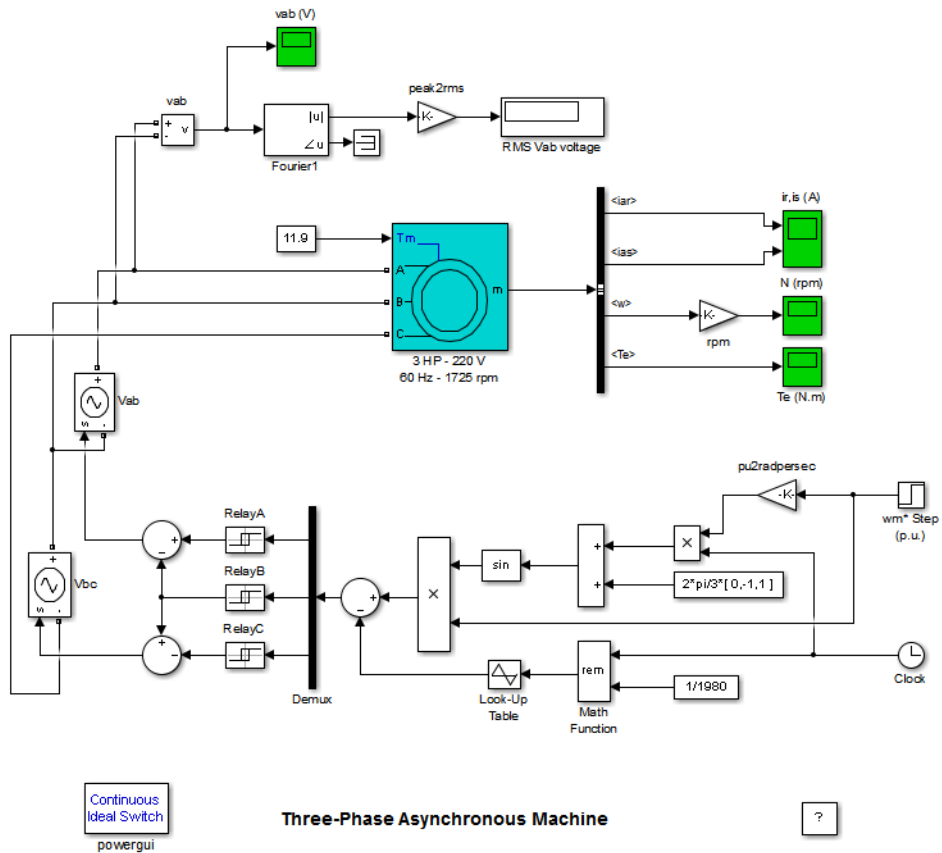 vab (V)
vab
+
-
v
|u|
∠u
Fourier1
peak2rms
-K-
RMS Vab voltage
11.9
Tm
A
B
C
m
3 HP - 220 V
60 Hz - 1725 rpm
<iar>
<ias>
<w>
<Te>
ir,is (A)
N (rpm)
-K-
rpm
Te (N.m)
+
s
-
Vab
+
s
-
Vbc
RelayA
RelayB
RelayC
+
-
+
-
Demux
+
-
×
sin
+
+
×
pu2radpersec
-K-
wm* Step
(p.u.)
2*pi/3*[ 0,-1,1 ]
Look-Up
Table
rem
Math
Function
1/1980
Clock
Continuous
Ideal Switch
powergui
Three-Phase Asynchronous Machine
?